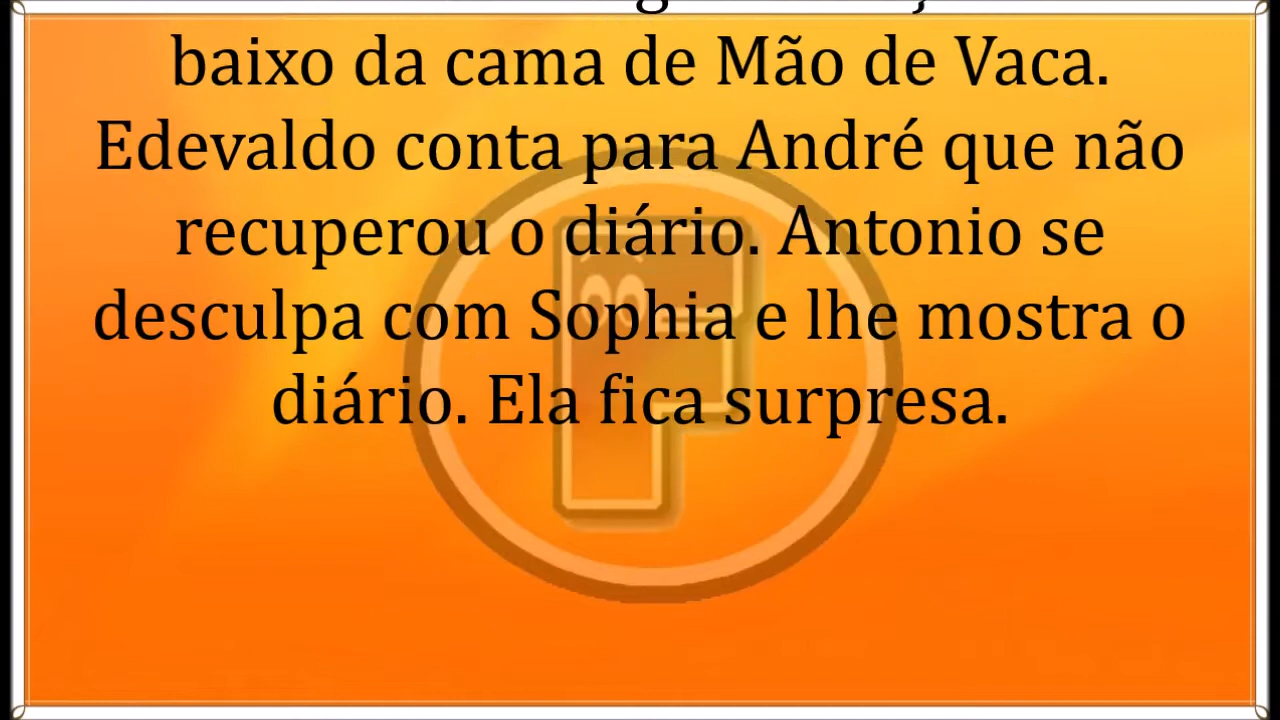 baixo da cama de Mão de Vaca.
Edevaldo conta para André que não
recuperou o diário. Antonio se
desculpa com Sophia e lhe mostra o
diário. Ela fica surpresa.